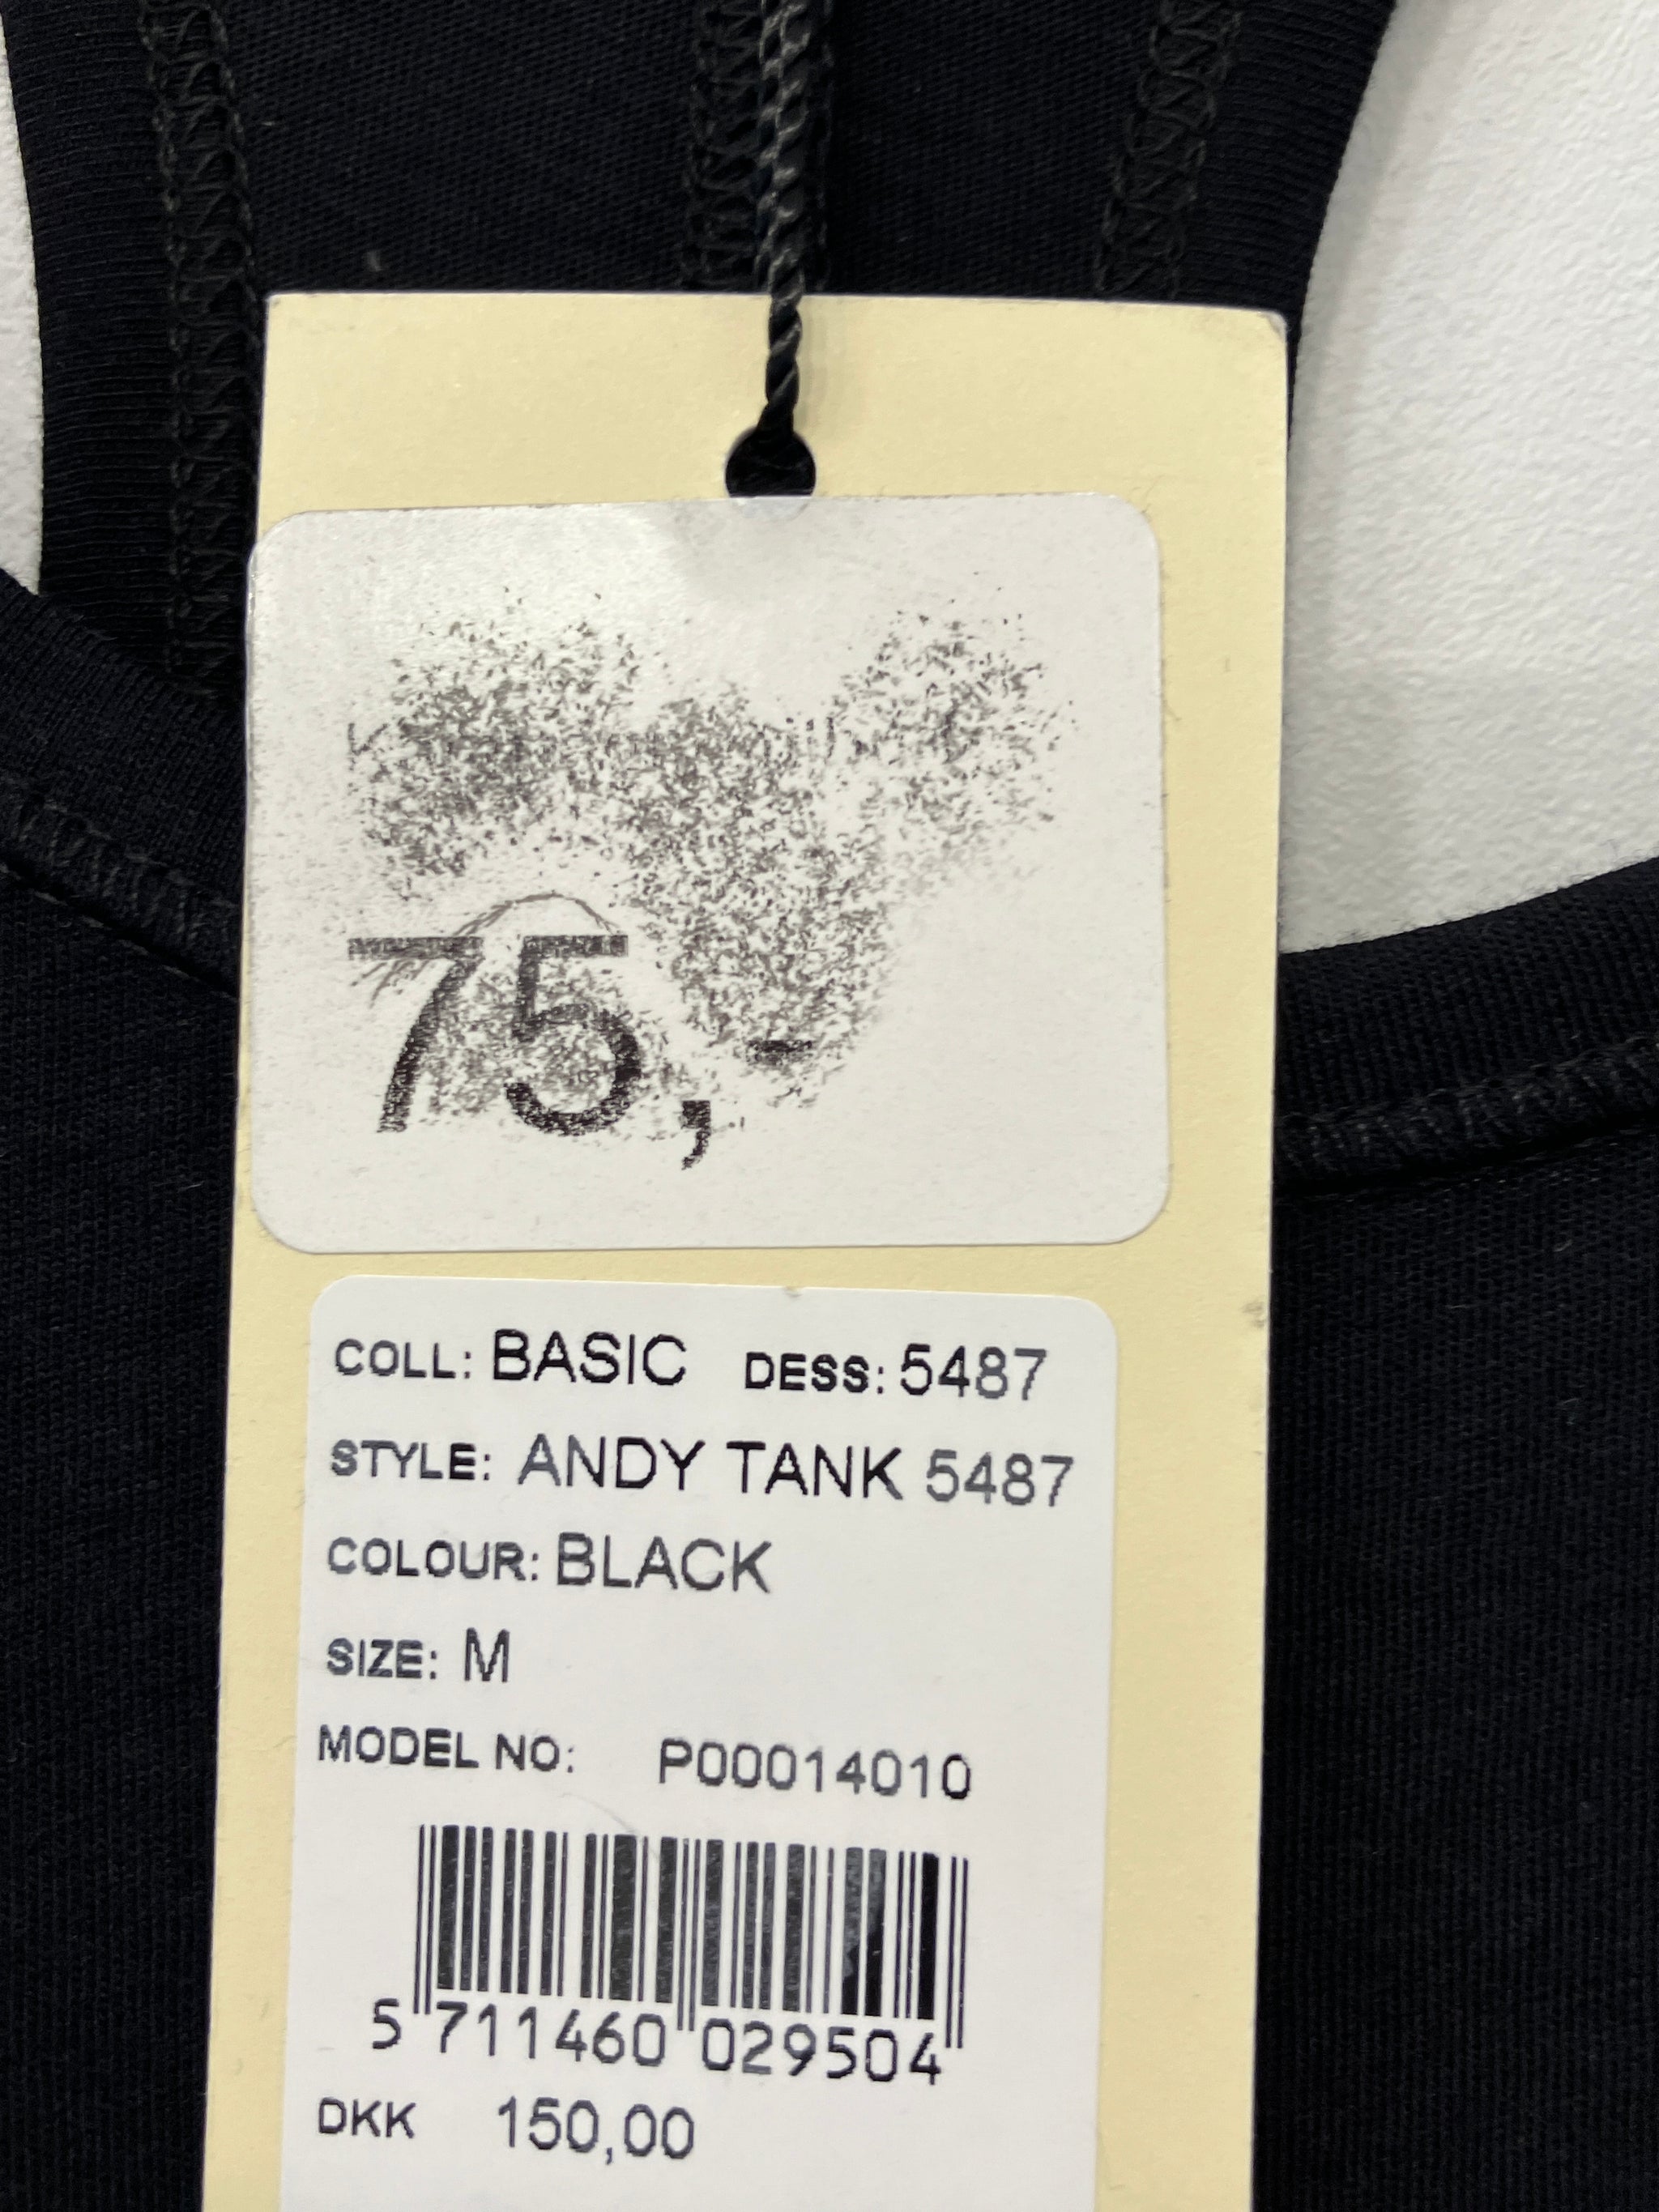 75,-
COLL: BASIC DESS: 5487
STYLE: ANDY TANK 5487
COLOUR: BLACK
SIZE: M
MODEL NO: P00014010
5 711460 029504
DKK 150,00